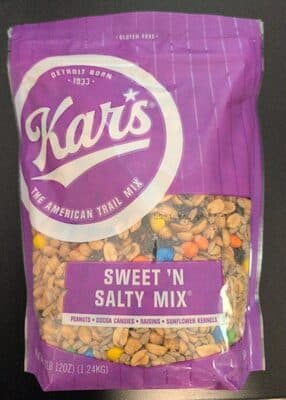 • GLUTEN FREE •
DETROIT BORN
• 1933 •
Kar's
THE AMERICAN TRAIL MIX
SWEET 'N
SALTY MIX®
PEANUTS • COCOA CANDIES • RAISINS • SUNFLOWER KERNELS
12OZ) (1.24KG)